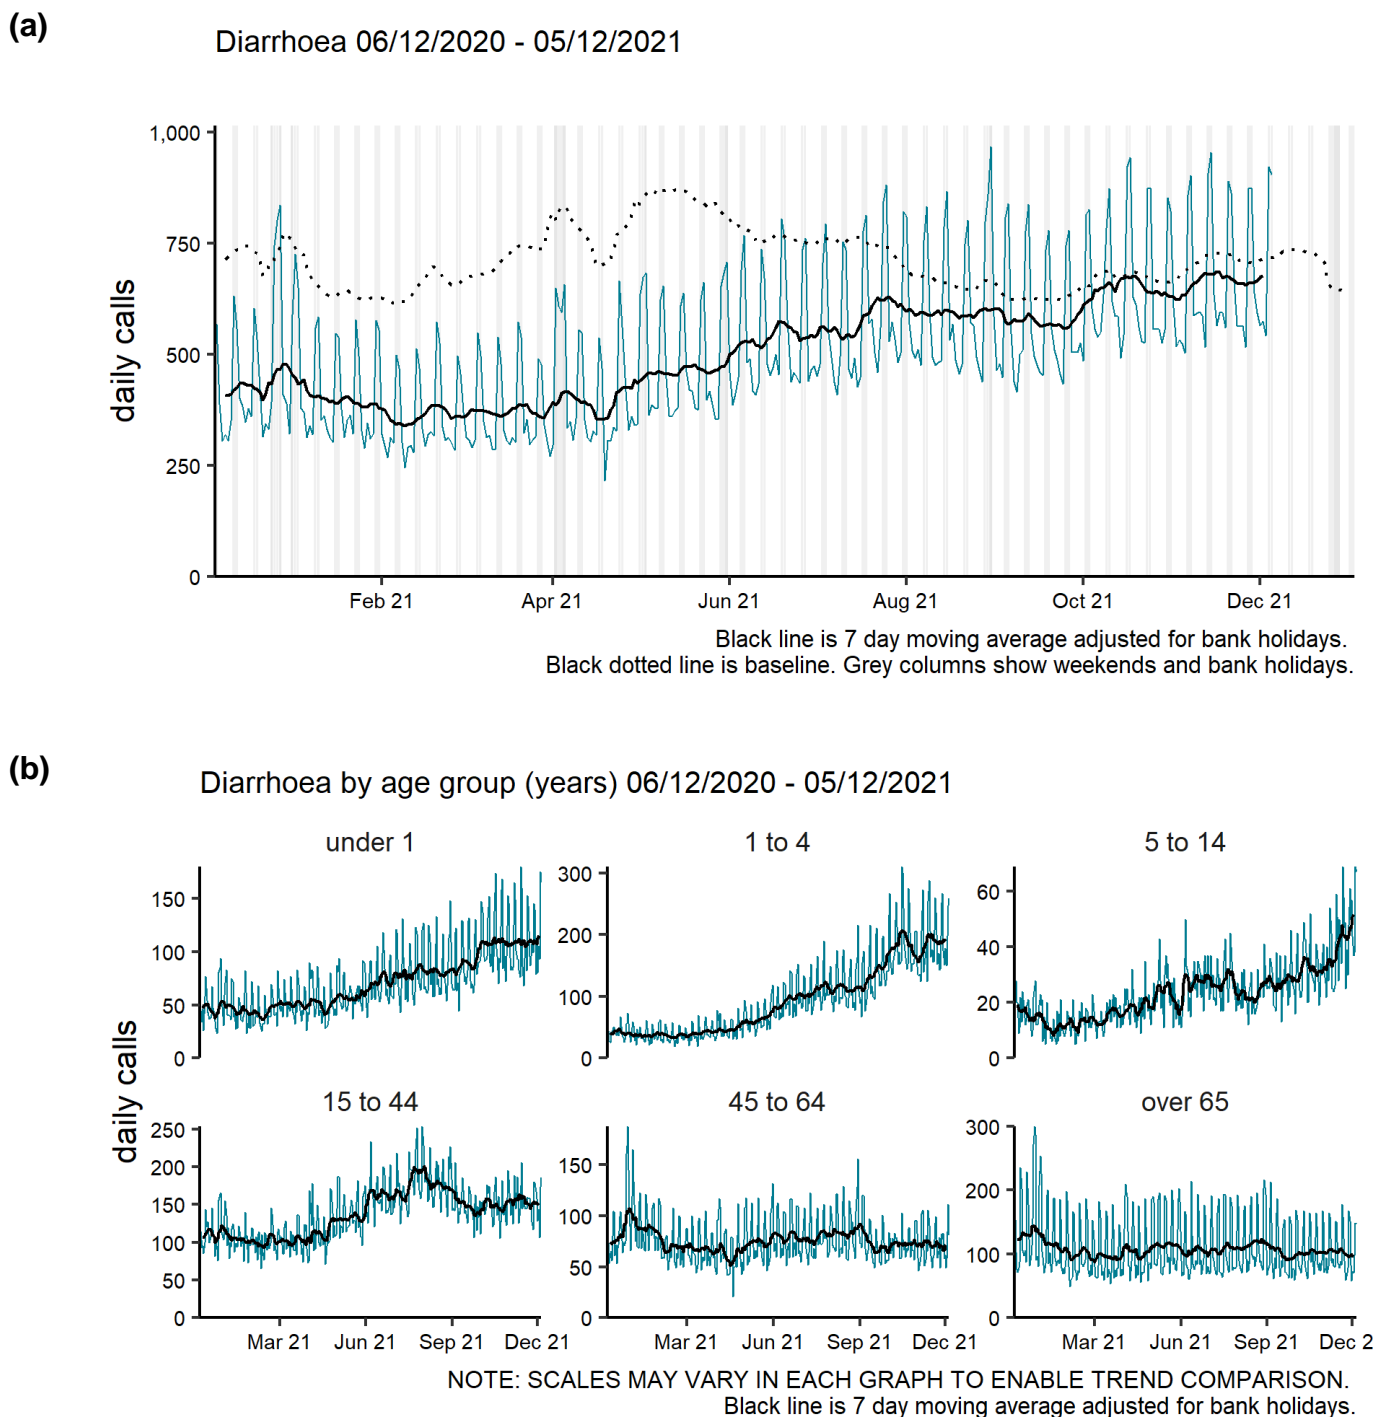 (a)
Diarrhoea 06/12/2020 - 05/12/2021
1,000
750
500
250
0
daily calls
Feb 21 Apr 21 Jun 21 Aug 21 Oct 21 Dec 21
Black line is 7 day moving average adjusted for bank holidays.
Black dotted line is baseline. Grey columns show weekends and bank holidays.
(b)
Diarrhoea by age group (years) 06/12/2020 - 05/12/2021
daily calls
under 1
150
100
50
0
1 to 4
300
200
100
0
5 to 14
60
40
20
0
15 to 44
250
200
150
100
50
0
Mar 21 Jun 21 Sep 21 Dec 21
45 to 64
150
100
50
0
Mar 21 Jun 21 Sep 21 Dec 21
over 65
300
200
100
0
Mar 21 Jun 21 Sep 21 Dec 2
NOTE: SCALES MAY VARY IN EACH GRAPH TO ENABLE TREND COMPARISON.
Black line is 7 day moving average adjusted for bank holidays.